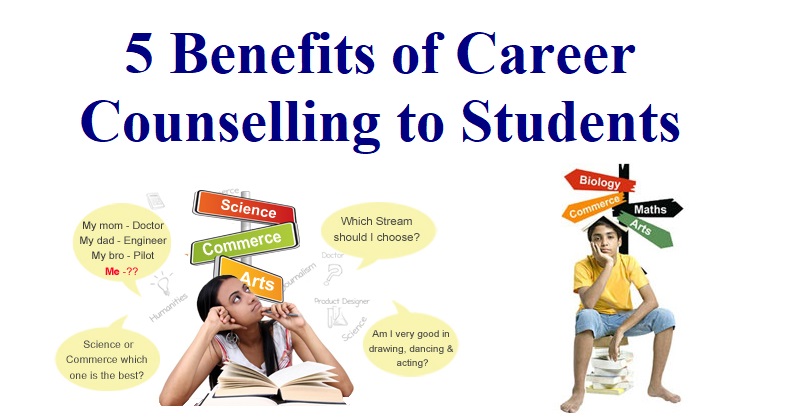 5 Benefits of Career
Counselling to Students
My mom - Doctor
My dad - Engineer
My bro - Pilot
Me -??
Science
Commerce
Arts
Which Stream
should I choose?
Humanities
Journalism
Doctor
Product Designer
Science
Science or
Commerce which
one is the best?
Am I very good in
drawing, dancing &
acting?
Biology
Commerce
Maths
Arts